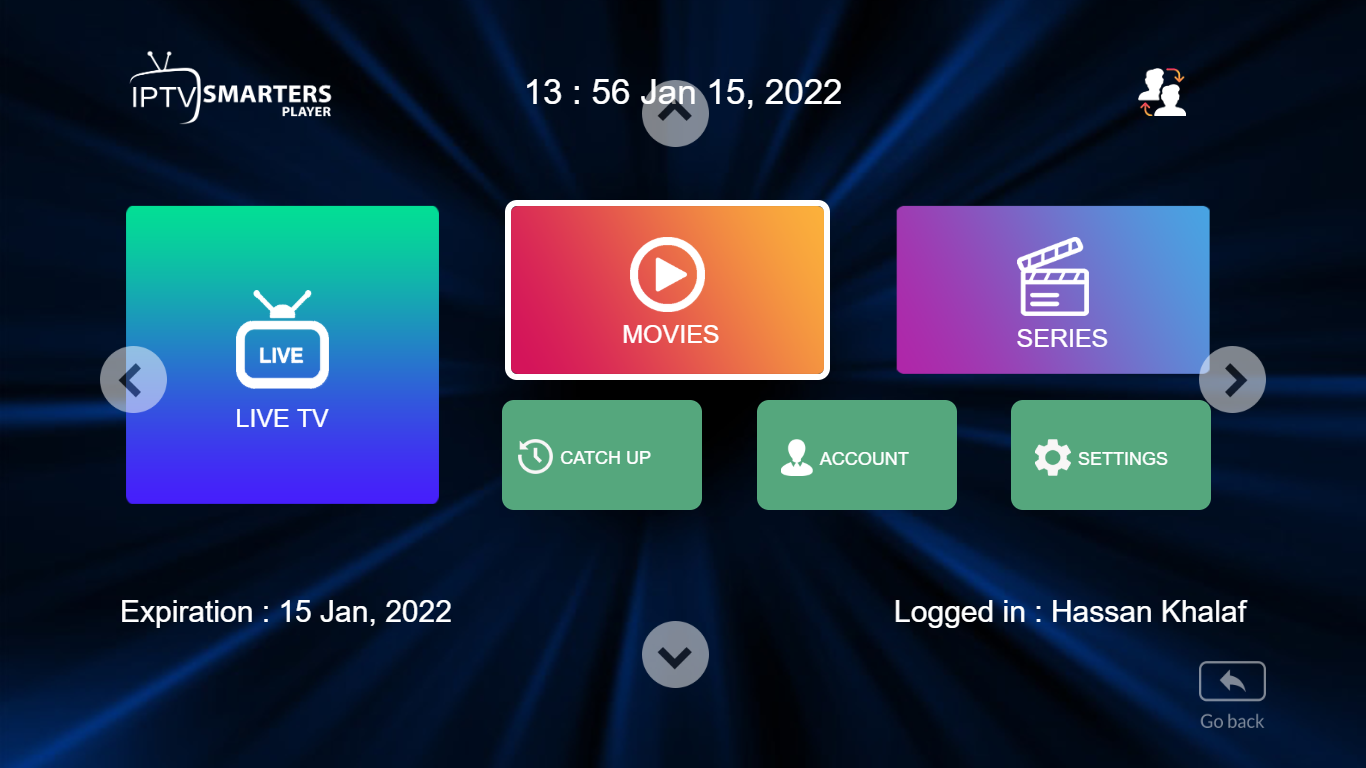 IPTV SMARTERS
PLAYER
13 : 56 Jan 15, 2022
LIVE
LIVE TV
MOVIES
SERIES
CATCH UP
ACCOUNT
SETTINGS
Expiration : 15 Jan, 2022
Logged in : Hassan Khalaf
Go back